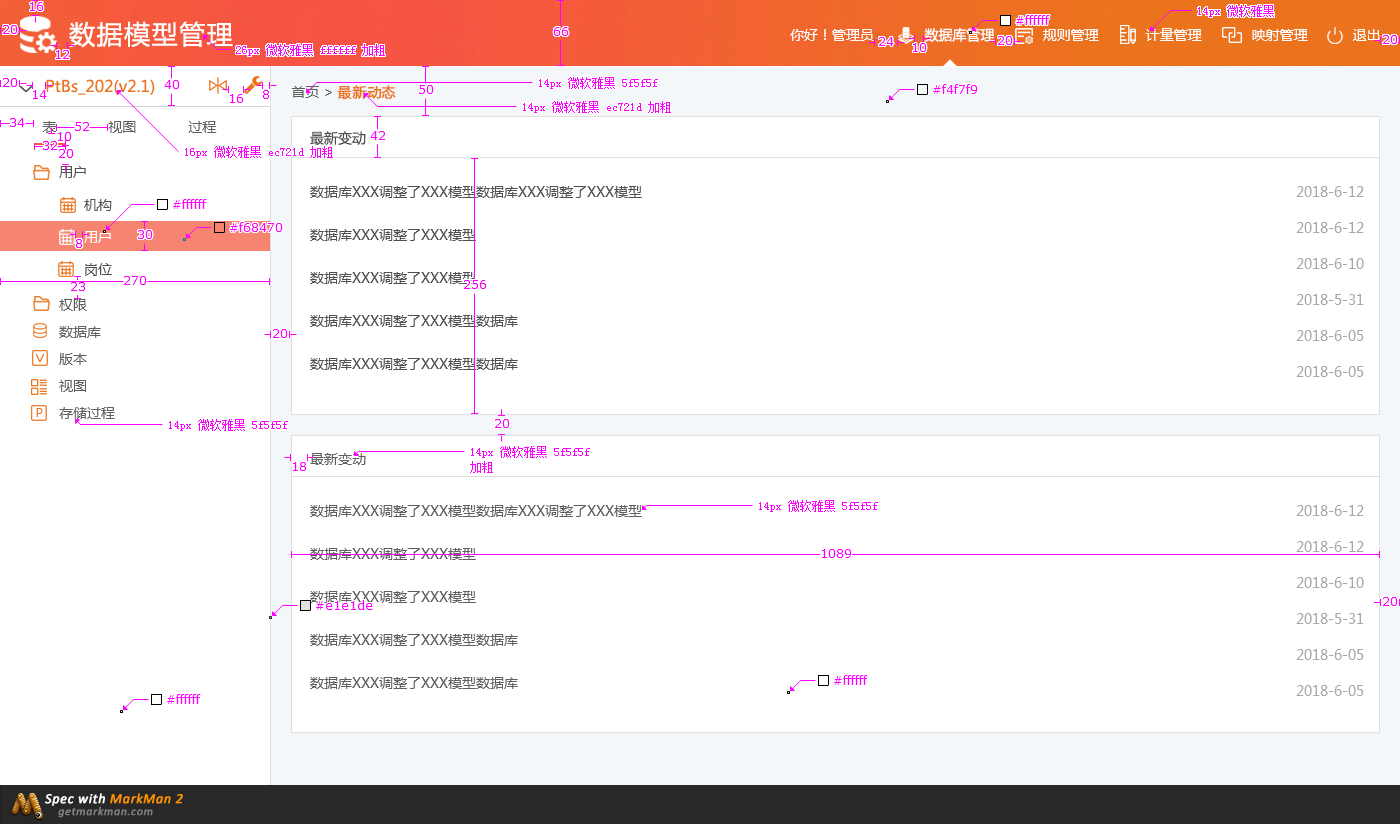 16
20
数据模型管理
12
26px 微软雅黑 ffffff 加粗
66
你好！管理员
24
10
数据库管理
20
#ffffff
规则管理
计量管理
14px 微软雅黑
映射管理
退出
20
20
14
PtBs_202(v2.1)
40
16
8
首页 > 最新动态
14px 微软雅黑 5f5f5f
50
14px 微软雅黑 ec721d 加粗
#f4f7f9
34
表
52
视图
过程
10
32
20
16px 微软雅黑 ec721d 加粗
用户
机构
#ffffff
用户
8
30
#f68470
岗位
270
23
权限
数据库
版本
视图
存储过程
14px 微软雅黑 5f5f5f
20
最新变动
42
数据库XXX调整了XXX模型数据库XXX调整了XXX模型
2018-6-12
数据库XXX调整了XXX模型
2018-6-12
数据库XXX调整了XXX模型
2018-6-10
256
2018-5-31
数据库XXX调整了XXX模型数据库
2018-6-05
数据库XXX调整了XXX模型数据库
2018-6-05
20
最新变动
18
14px 微软雅黑 5f5f5f
加粗
数据库XXX调整了XXX模型数据库XXX调整了XXX模型
14px 微软雅黑 5f5f5f
2018-6-12
数据库XXX调整了XXX模型
1089
2018-6-12
数据库XXX调整了XXX模型
#e1e1de
2018-6-10
20
2018-5-31
数据库XXX调整了XXX模型数据库
2018-6-05
数据库XXX调整了XXX模型数据库
#ffffff
2018-6-05
#ffffff
Spec with MarkMan 2
getmarkman.com